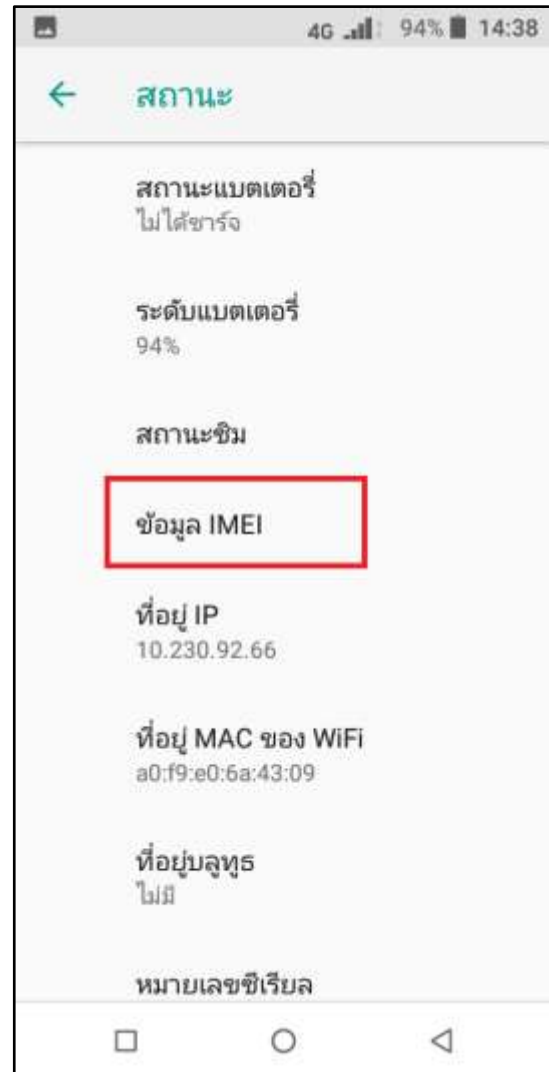 4G 94% 14:38
สถานะ
สถานะแบตเตอรี่
ไม่ได้ชาร์จ
ระดับแบตเตอรี่
94%
สถานะซิม
ข้อมูล IMEI
ที่อยู่ IP
10.230.92.66
ที่อยู่ MAC ของ WiFi
a0:f9:e0:6a:43:09
ที่อยู่บลูทูธ
ไม่มี
หมายเลขซีเรียล